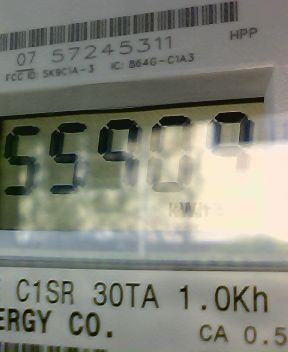 07 57245311 HPP
FCC ID: SK9C1A-3 IC: 864G-C1A3
55909
kWh
C1SR 30TA 1.0Kh
ERGY CO. CA 0.5